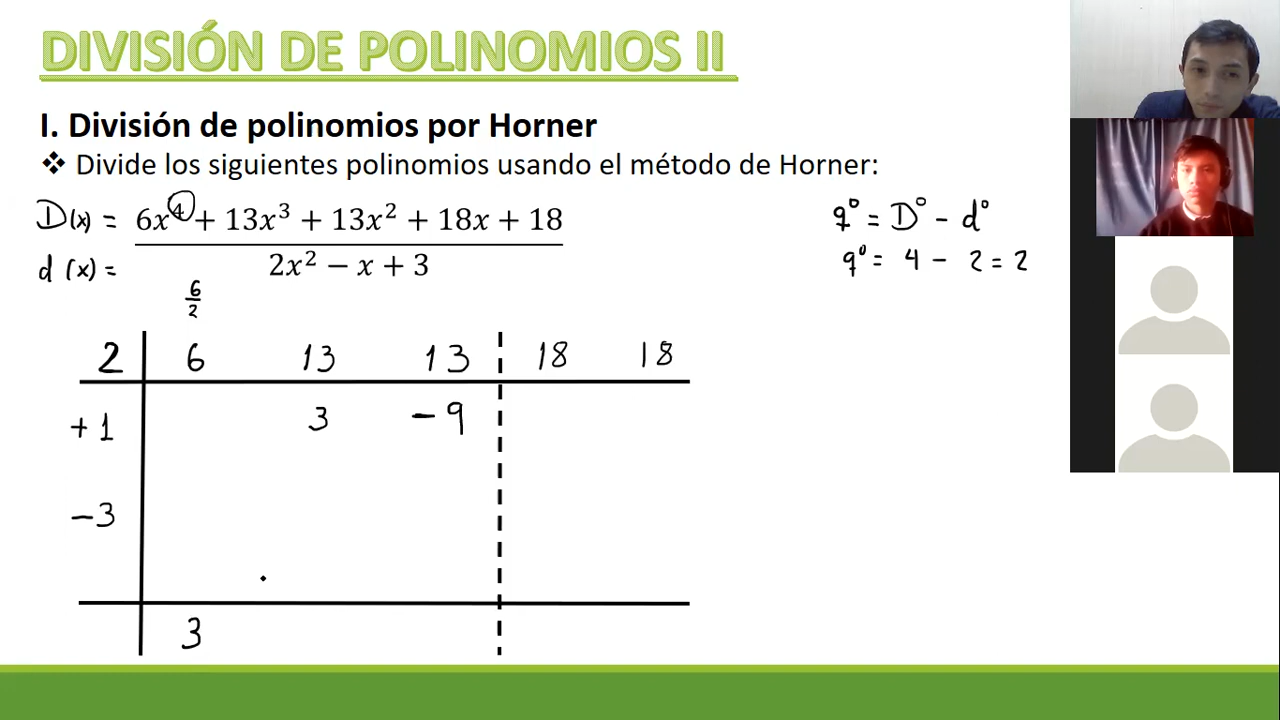 DIVISIÓN DE POLINOMIOS II
I. División de polinomios por Horner
❖ Divide los siguientes polinomios usando el método de Horner:
D(x) = 6x⁴ + 13x³ + 13x² + 18x + 18
d(x) = 2x² − x + 3
q° = D° - d°
q° = 4 - 2 = 2
6/2
2 6 13 13 18 18
+1 3 -9
-3
3